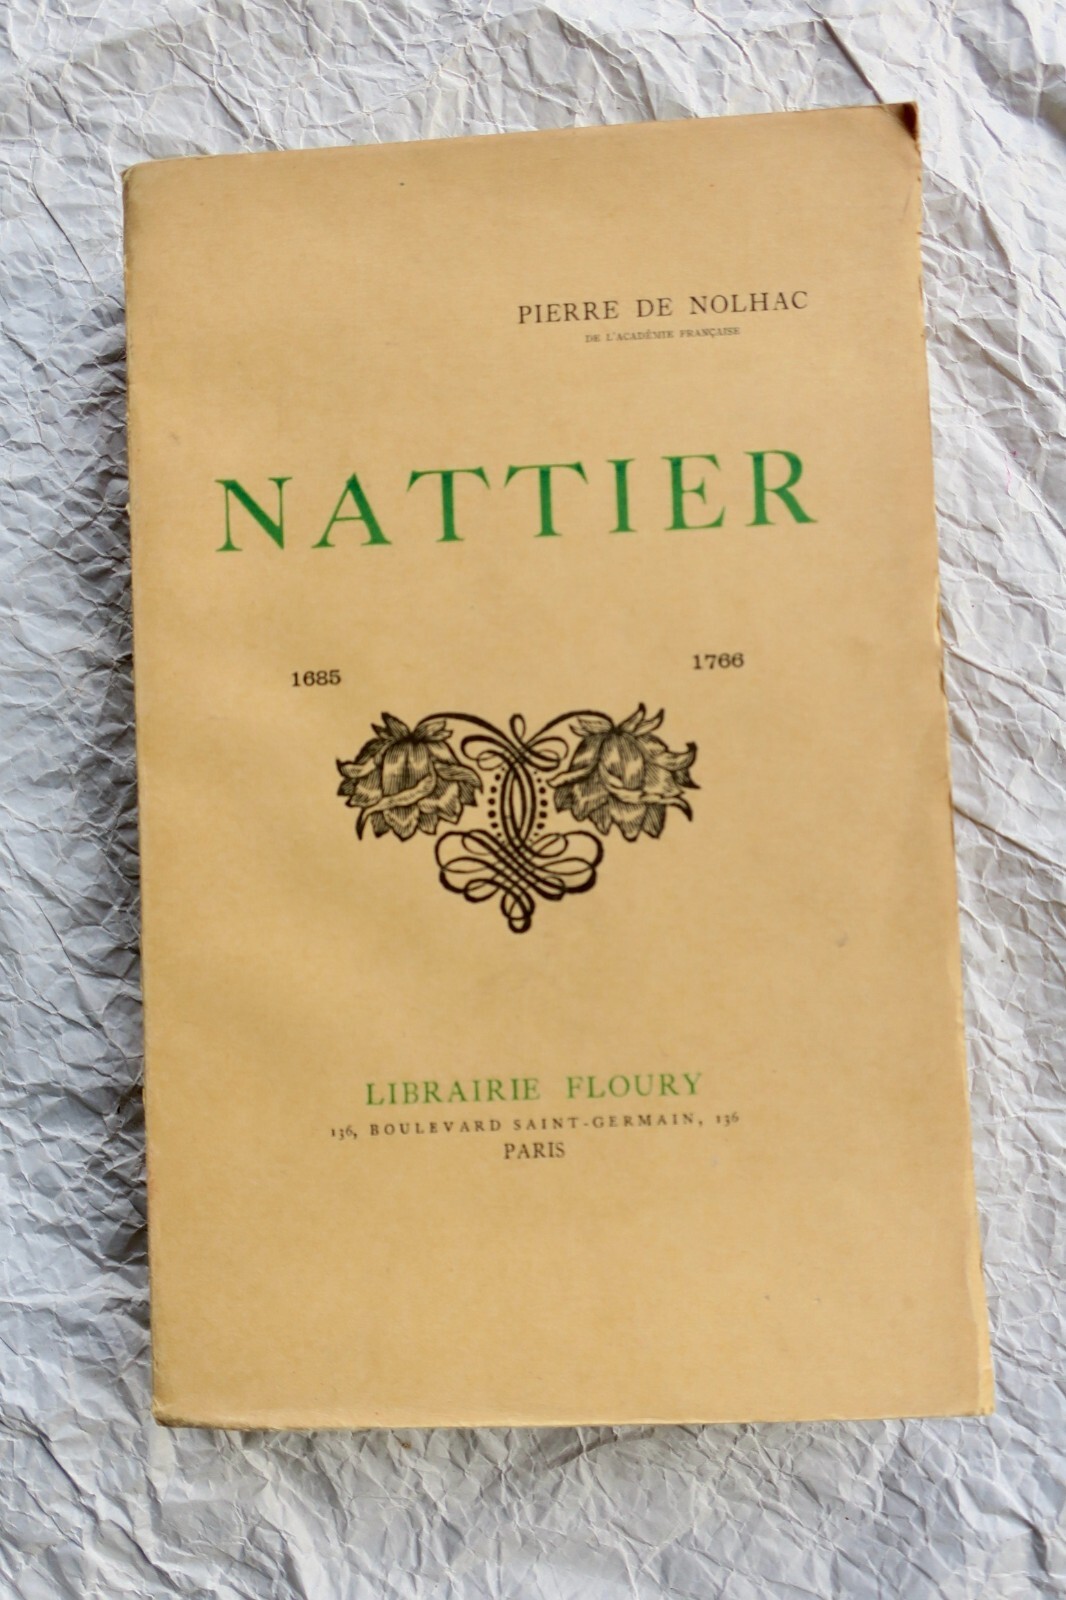 PIERRE DE NOLHAC
DE L'ACADÉMIE FRANÇAISE
NATTIER
1685 1766
LIBRAIRIE FLOURY
136, BOULEVARD SAINT-GERMAIN, 136
PARIS